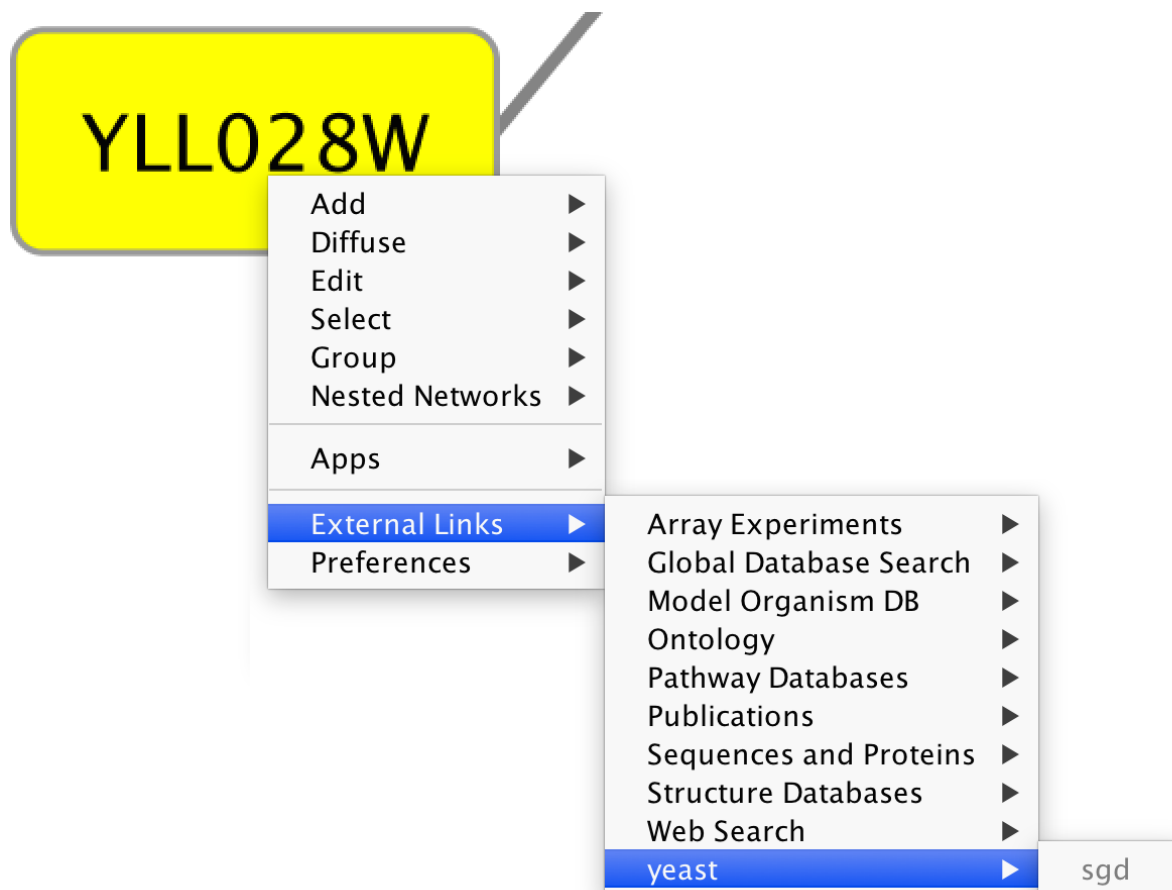 YLL028W
Add
Diffuse
Edit
Select
Group
Nested Networks
Apps
External Links
Preferences
Array Experiments
Global Database Search
Model Organism DB
Ontology
Pathway Databases
Publications
Sequences and Proteins
Structure Databases
Web Search
yeast
sgd